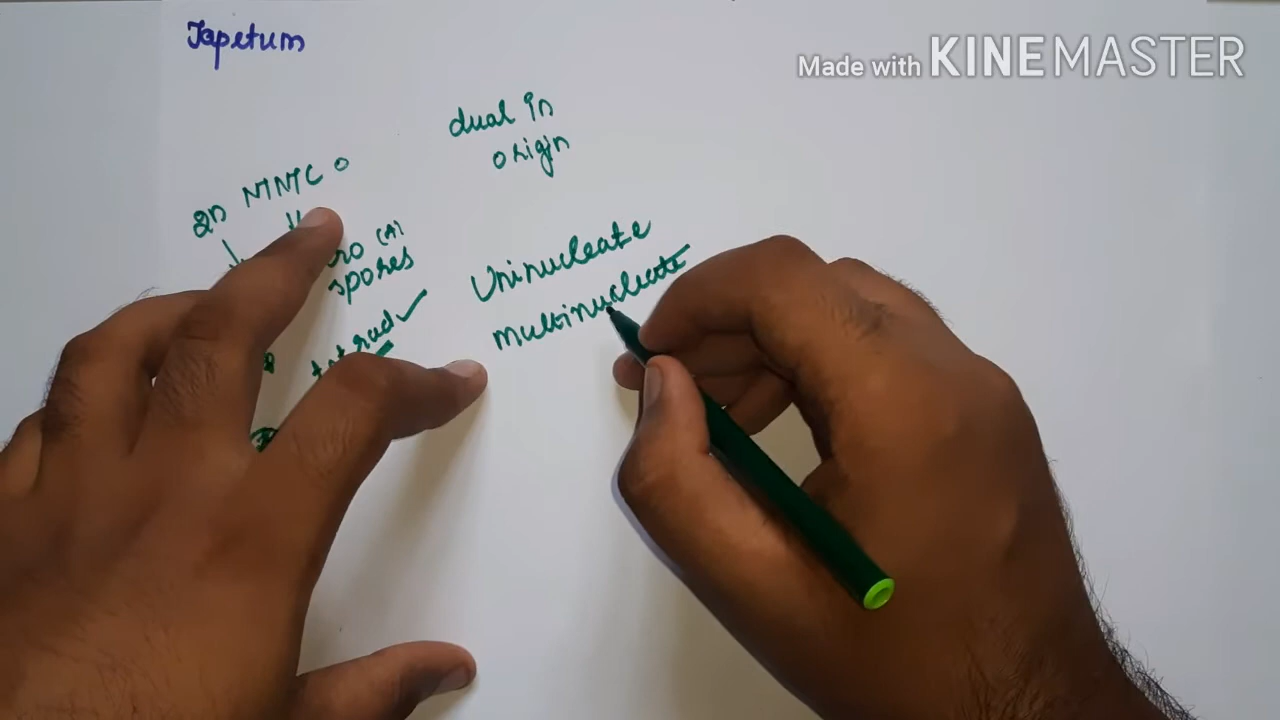 Tapetum
Made with KINEMASTER
dual in
origin
2n MMC
(A)
spores
Uninucleate
Multinucleate